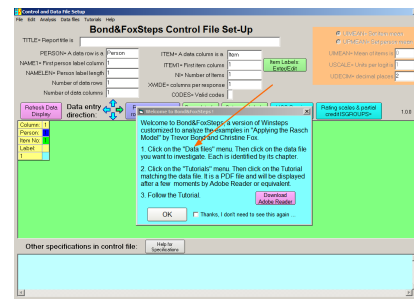 Control and Data File Setup
File Edit Analysis Data files Tutorials Help
Bond&FoxSteps Control File Set-Up
TITLE= Report title is
PERSON= A data row is a Person
ITEM= A data column is a Item
NAME1= First person label column 1
ITEM1= First item column 1
NAMELEN= Person label length 1
NI= Number of items 1
Number of data rows
XWIDE= columns per response 1
Number of data columns 1
CODES= Valid codes
Item Labels: Enter/Edit
UMEAN= Mean of items is 0
USCALE= Units per logits 1
UDECIM= decimal places 2
Refresh Data Display
Data entry direction:
Rating scales & partial credit ISGROUPS=
Column: 1
Person:
Item No: 1
Label
1
Welcome to Bond&FoxSteps!
Welcome to Bond&FoxSteps, a version of Winsteps
customized to analyze the examples in "Applying the Rasch
Model" by Trevor Bond and Christine Fox.
1. Click on the "Data files" menu. Then click on the data file
you want to investigate. Each is identified by its chapter.
2. Click on the "Tutorials" menu. Then click on the Tutorial
matching the data file. It is a PDF file and will be displayed
after a few moments by Adobe Reader or equivalent.
3. Follow the Tutorial.
Download Adobe Reader
OK
Thanks, I don't need to see this again ...
Other specifications in control file:
Help to Specifications